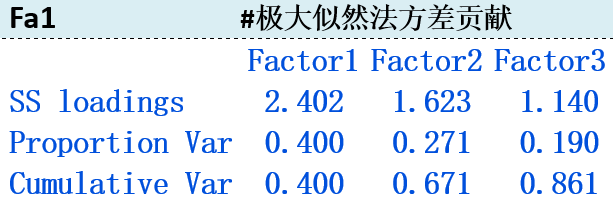 Fa1 #极大似然法方差贡献
Factor1 Factor2 Factor3
SS loadings 2.402 1.623 1.140
Proportion Var 0.400 0.271 0.190
Cumulative Var 0.400 0.671 0.861